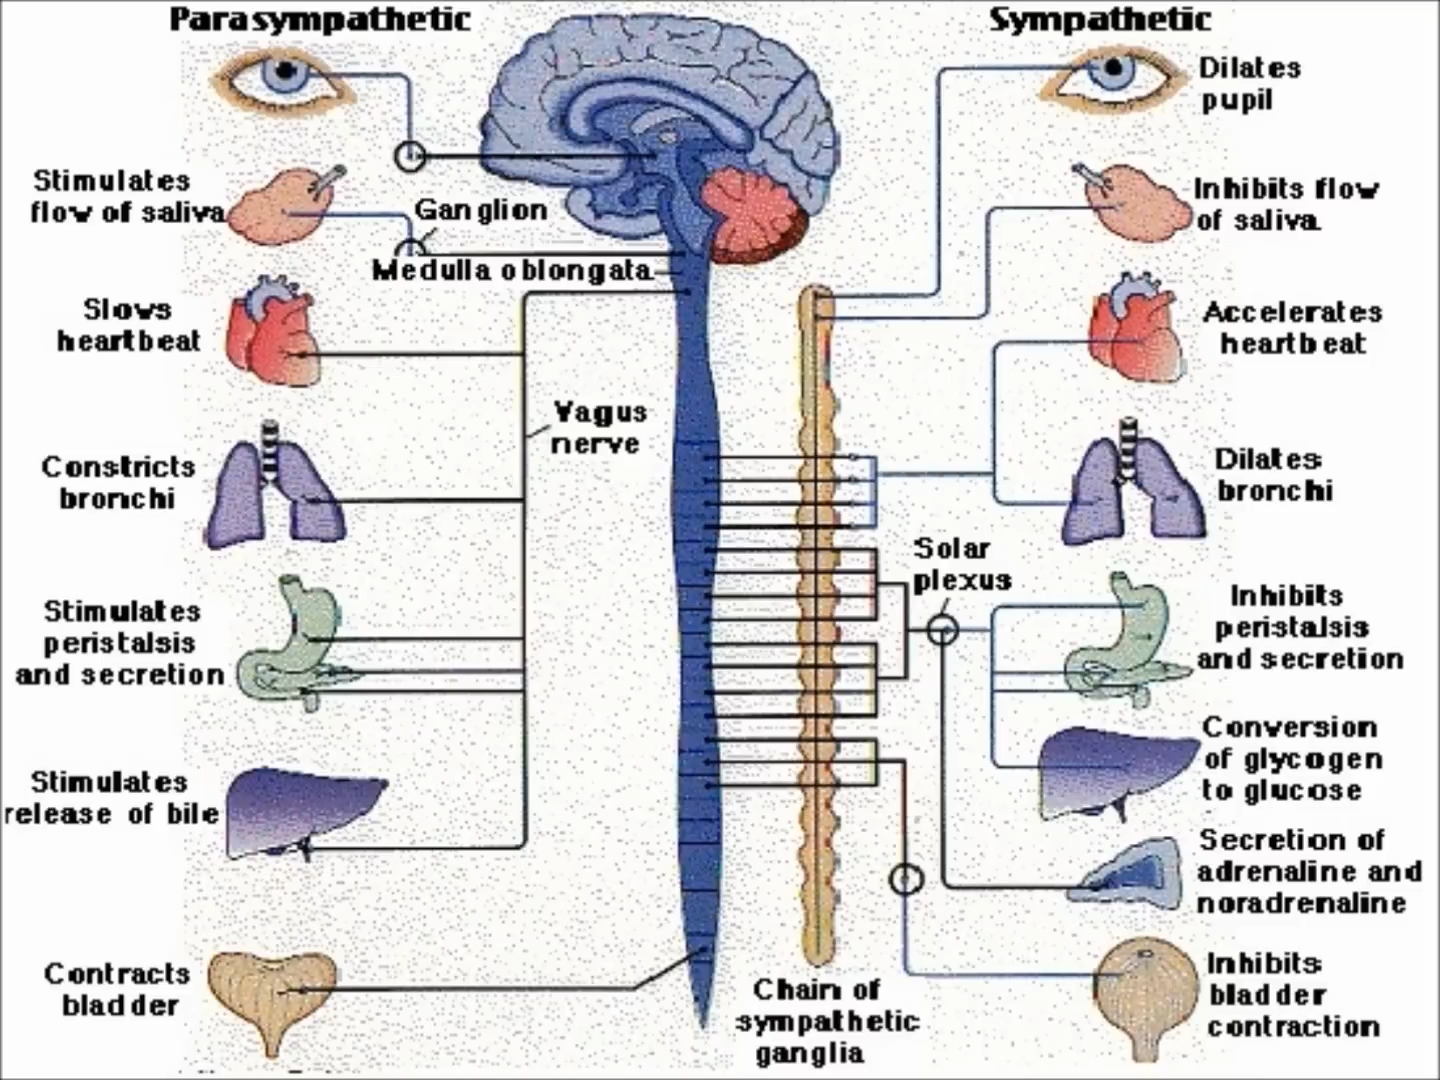 Parasympathetic
Sympathetic
Dilates
pupil
Stimulates
flow of saliva
Ganglion
Inhibits flow
of saliva
Medulla oblongata
Slows
heartbeat
Accelerates
heartbeat
Vagus
nerve
Constricts
bronchi
Dilates
bronchi
Solar
plexus
Stimulates
peristalsis
and secretion
Inhibits
peristalsis
and secretion
Stimulates
release of bile
Conversion
of glycogen
to glucose
Secretion of
adrenaline and
noradrenaline
Contracts
bladder
Chain of
sympathetic
ganglia
Inhibits
bladder
contraction